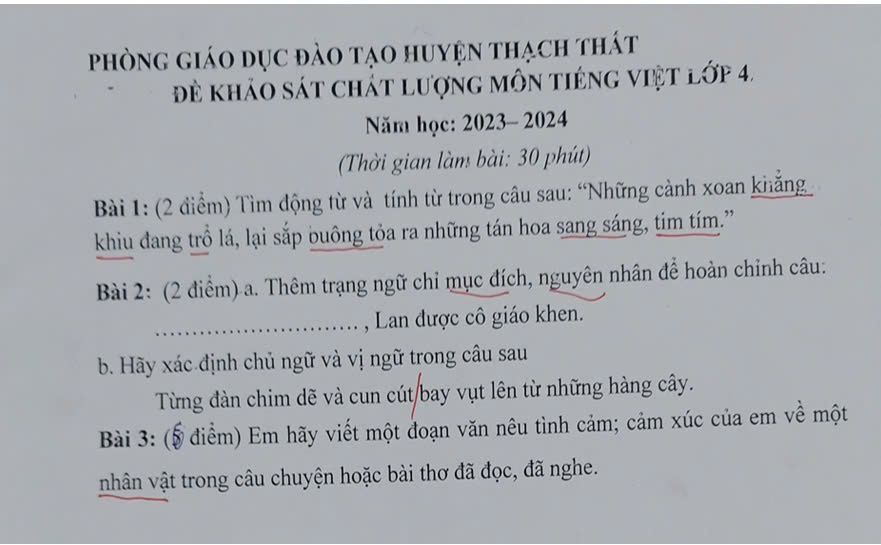 PHÒNG GIÁO DỤC ĐÀO TẠO HUYỆN THẠCH THẤT
ĐỀ KHẢO SÁT CHẤT LƯỢNG MÔN TIẾNG VIỆT LỚP 4.
Năm học: 2023– 2024
(Thời gian làm bài: 30 phút)
Bài 1: (2 điểm) Tìm động từ và tính từ trong câu sau: “Những cành xoan khẳng
khiu đang trổ lá, lại sắp buông tỏa ra những tán hoa sang sáng, tim tím.”
Bài 2: (2 điểm) a. Thêm trạng ngữ chỉ mục đích, nguyên nhân để hoàn chỉnh câu:
............................. , Lan được cô giáo khen.
b. Hãy xác định chủ ngữ và vị ngữ trong câu sau
Từng đàn chim dẽ và cun cút/bay vụt lên từ những hàng cây.
Bài 3: ( điểm) Em hãy viết một đoạn văn nêu tình cảm; cảm xúc của em về một
nhân vật trong câu chuyện hoặc bài thơ đã đọc, đã nghe.